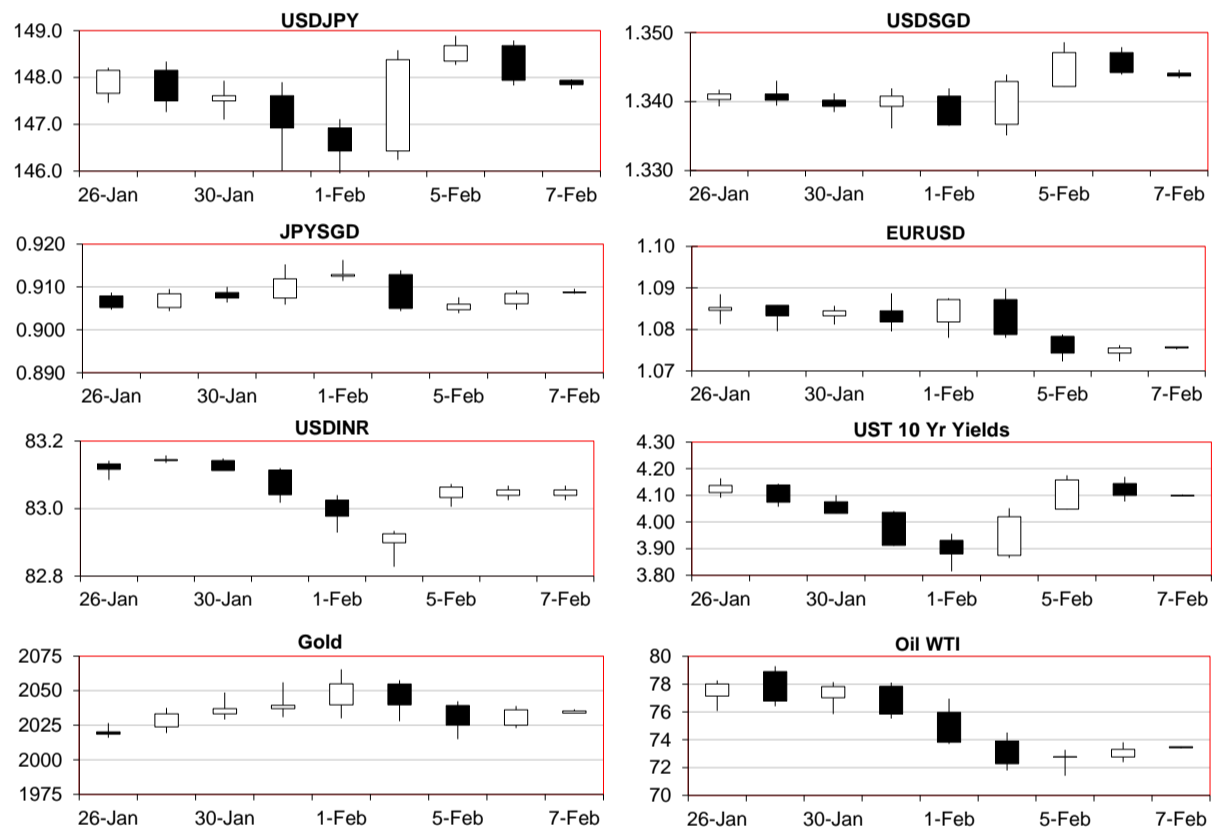 USDJPY
149.0
148.0
147.0
146.0
26-Jan 30-Jan 1-Feb 5-Feb 7-Feb
USDSGD
1.350
1.340
1.330
26-Jan 30-Jan 1-Feb 5-Feb 7-Feb
JPYSGD
0.920
0.910
0.900
0.890
26-Jan 30-Jan 1-Feb 5-Feb 7-Feb
EURUSD
1.10
1.09
1.08
1.07
26-Jan 30-Jan 1-Feb 5-Feb 7-Feb
USDINR
83.2
83.0
82.8
26-Jan 30-Jan 1-Feb 5-Feb 7-Feb
UST 10 Yr Yields
4.30
4.20
4.10
4.00
3.90
3.80
26-Jan 30-Jan 1-Feb 5-Feb 7-Feb
Gold
2075
2050
2025
2000
1975
26-Jan 30-Jan 1-Feb 5-Feb 7-Feb
Oil WTI
80
78
76
74
72
70
26-Jan 30-Jan 1-Feb 5-Feb 7-Feb